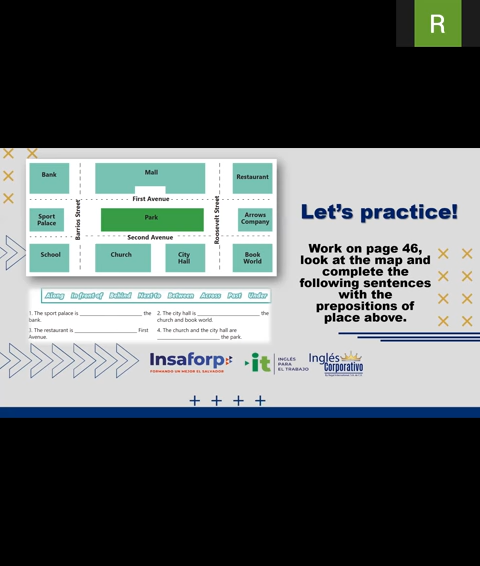 R
Bank
Mall
Restaurant
First Avenue
Sport
Palace
Barrios Street
Park
Roosevelt Street
Arrows
Company
Second Avenue
School
Church
City
Hall
Book
World
Along In front of Behind Next to Between Across Past Under
1. The sport palace is ____________________ the
bank.
2. The city hall is ____________________ the
church and book world.
3. The restaurant is ____________________ First
Avenue.
4. The church and the city hall are
____________________ the park.
Let's practice!
Work on page 46,
look at the map and
complete the
following sentences
with the
prepositions of
place above.
Insaforp
FORMANDO UN MEJOR EL SALVADOR
it
INGLÉS
PARA
EL TRABAJO
Inglés
Corporativo